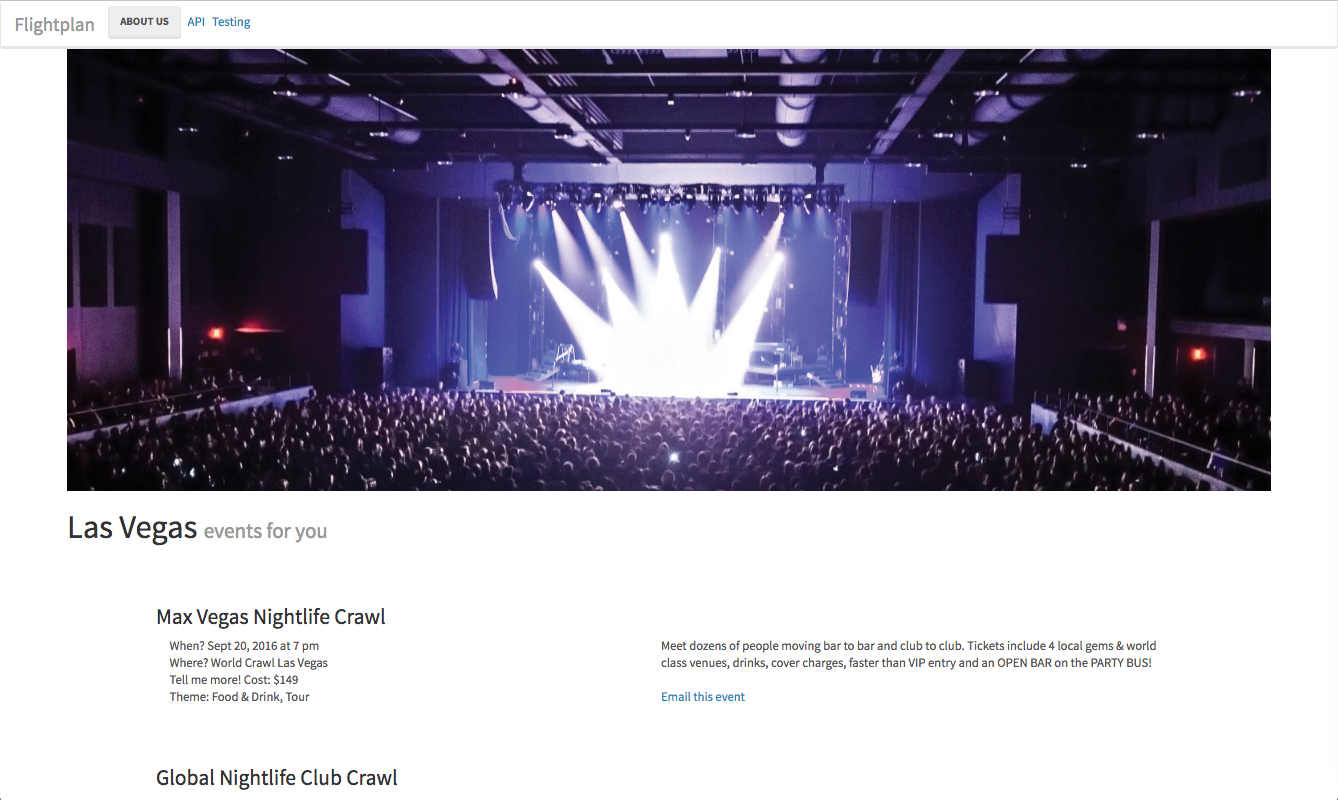 Flightplan ABOUT US API Testing
Las Vegas events for you
Max Vegas Nightlife Crawl
When? Sept 20, 2016 at 7 pm
Where? World Crawl Las Vegas
Tell me more! Cost: $149
Theme: Food & Drink, Tour
Meet dozens of people moving bar to bar and club to club. Tickets include 4 local gems & world
class venues, drinks, cover charges, faster than VIP entry and an OPEN BAR on the PARTY BUS!
Email this event
Global Nightlife Club Crawl